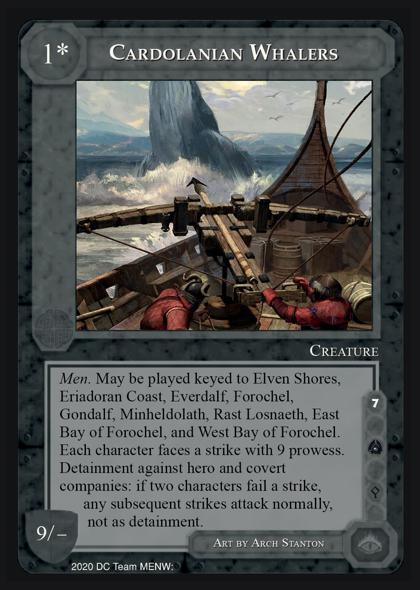 1*
CARDOLANIAN WHALERS
CREATURE
Men. May be played keyed to Elven Shores,
Eriadoran Coast, Everdalf, Forochel,
Gondalf, Minheldolath, Rast Losnaeth, East
Bay of Forochel, and West Bay of Forochel.
Each character faces a strike with 9 prowess.
Detainment against hero and covert
companies: if two characters fail a strike,
any subsequent strikes attack normally,
not as detainment.
7
9/–
ART BY ARCH STANTON
2020 DC Team MENW: